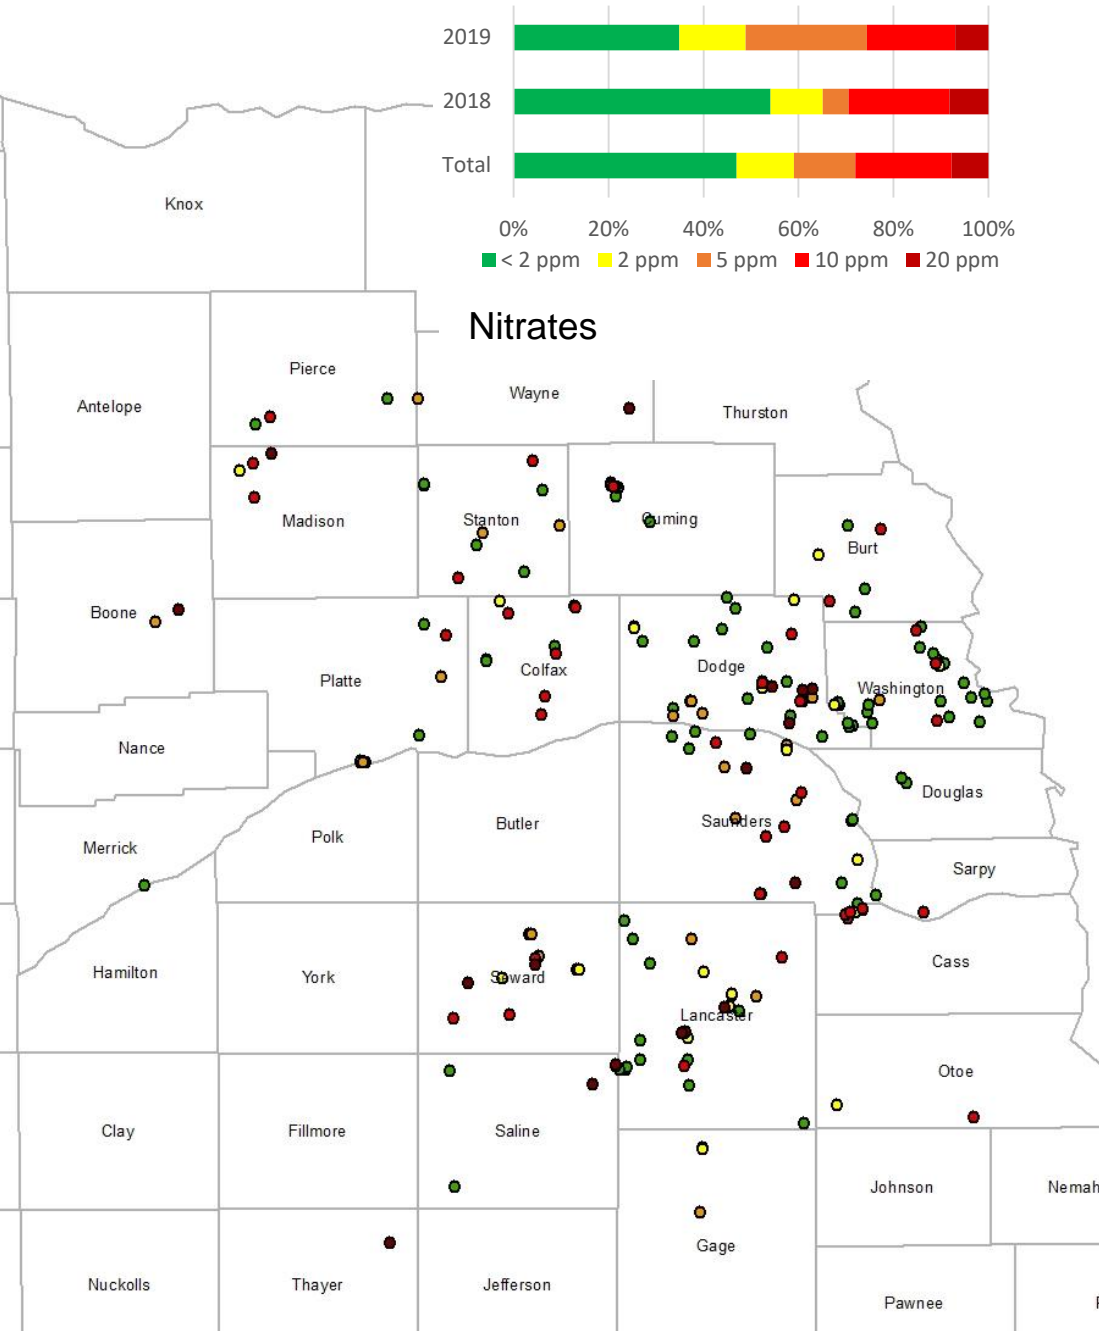 2019
2018
Total
0% 20% 40% 60% 80% 100%
< 2 ppm 2 ppm 5 ppm 10 ppm 20 ppm
Knox
Nitrates
Pierce
Antelope
Wayne
Thurston
Madison
Stanton
Cuming
Burt
Boone
Platte
Colfax
Dodge
Washington
Nance
Merrick
Polk
Butler
Saunders
Douglas
Sarpy
Hamilton
York
Seward
Lancaster
Cass
Otoe
Clay
Fillmore
Saline
Johnson
Nemah
Gage
Nuckolls
Thayer
Jefferson
Pawnee